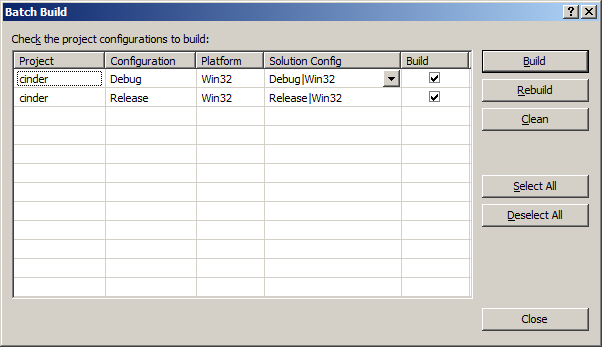 Batch Build
Check the project configurations to build:
Project Configuration Platform Solution Config Build
cinder Debug Win32 Debug|Win32
cinder Release Win32 Release|Win32
Build
Rebuild
Clean
Select All
Deselect All
Close